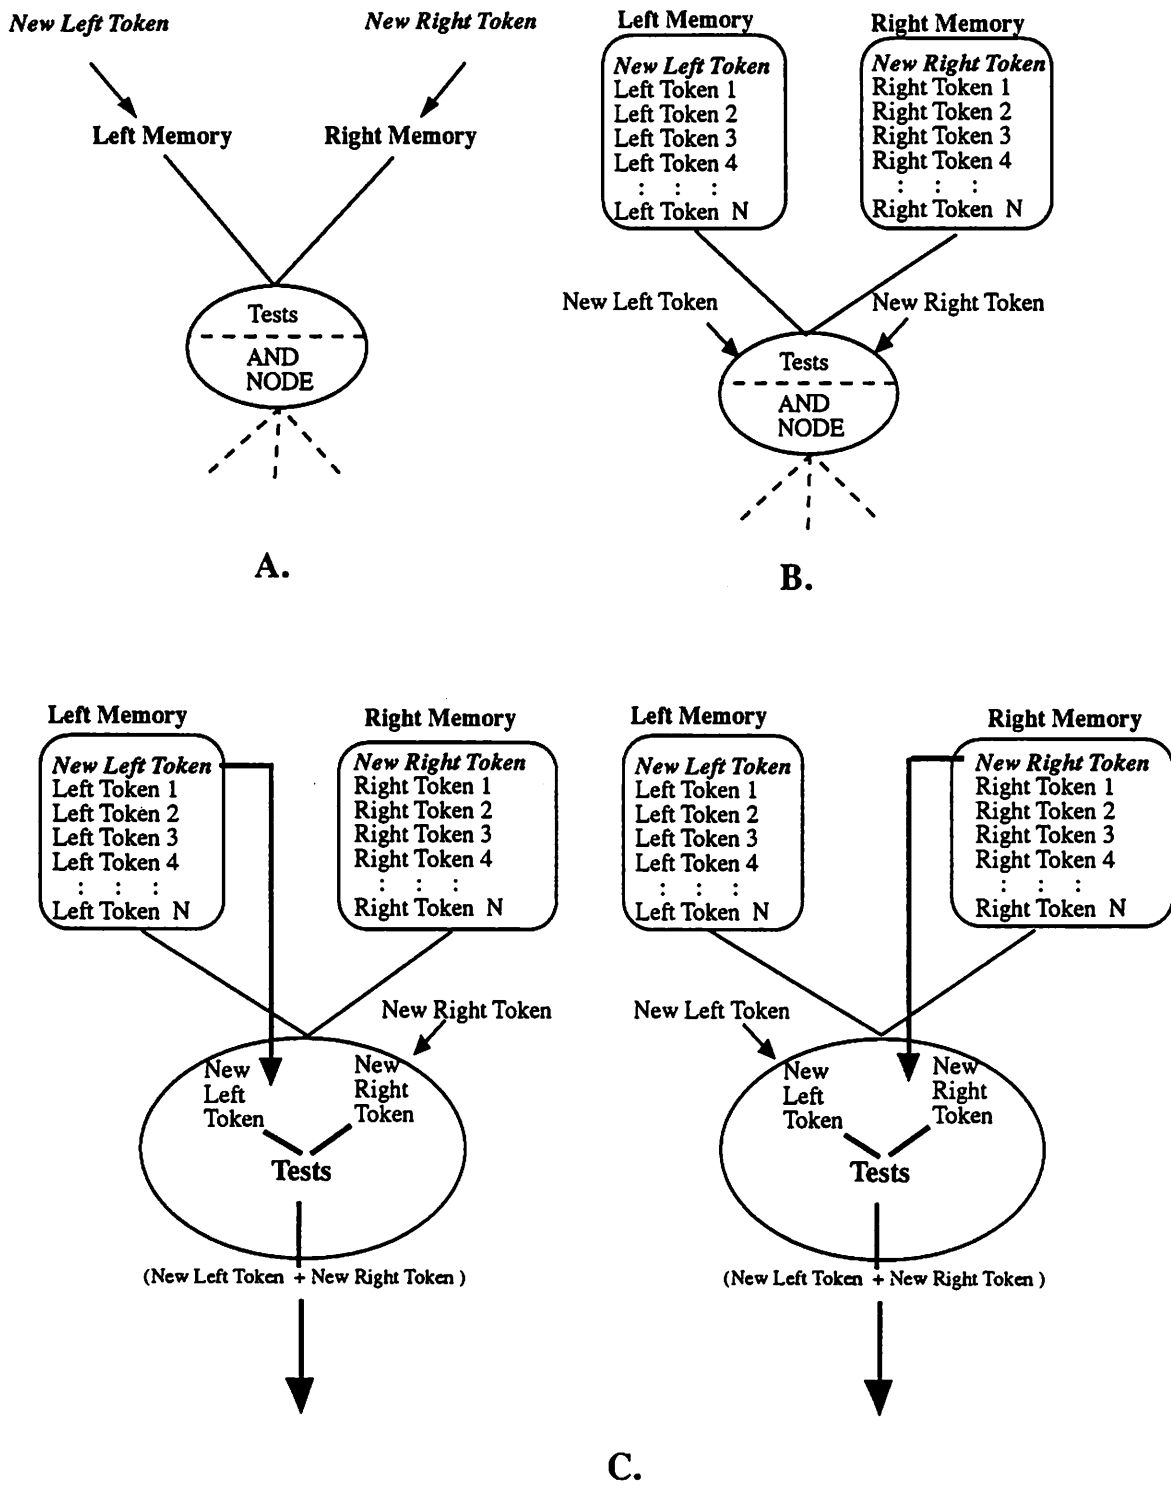 New Left Token
New Right Token
Left Memory
Right Memory
Tests
AND
NODE
A.
Left Memory
New Left Token
Left Token 1
Left Token 2
Left Token 3
Left Token 4
: : :
Left Token N
Right Memory
New Right Token
Right Token 1
Right Token 2
Right Token 3
Right Token 4
: : :
Right Token N
New Left Token
New Right Token
Tests
AND
NODE
B.
Left Memory
New Left Token
Left Token 1
Left Token 2
Left Token 3
Left Token 4
: : :
Left Token N
Right Memory
New Right Token
Right Token 1
Right Token 2
Right Token 3
Right Token 4
: : :
Right Token N
New Right Token
New
Left
Token
New
Right
Token
Tests
(New Left Token + New Right Token )
Left Memory
New Left Token
Left Token 1
Left Token 2
Left Token 3
Left Token 4
: : :
Left Token N
Right Memory
New Right Token
Right Token 1
Right Token 2
Right Token 3
Right Token 4
: : :
Right Token N
New Left Token
New
Left
Token
New
Right
Token
Tests
(New Left Token + New Right Token )
C.